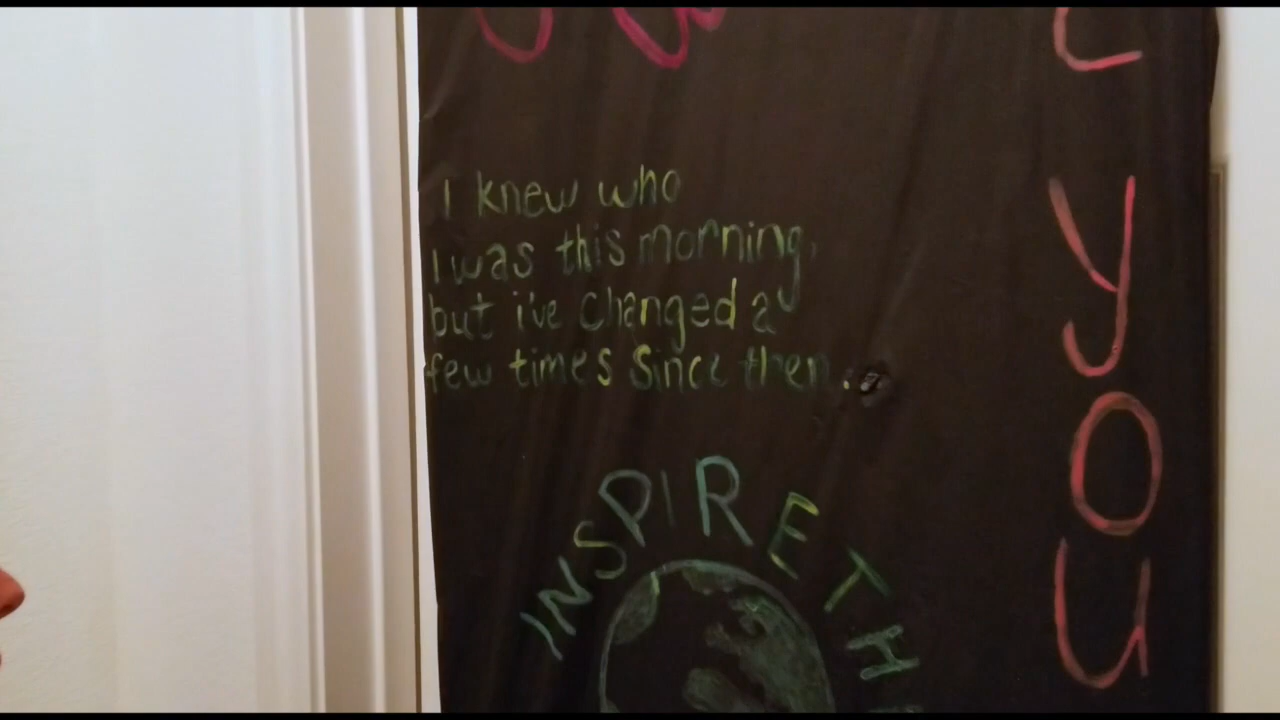 I knew who
I was this morning,
but i've changed a
few times since then.
INSPIRE TH
you